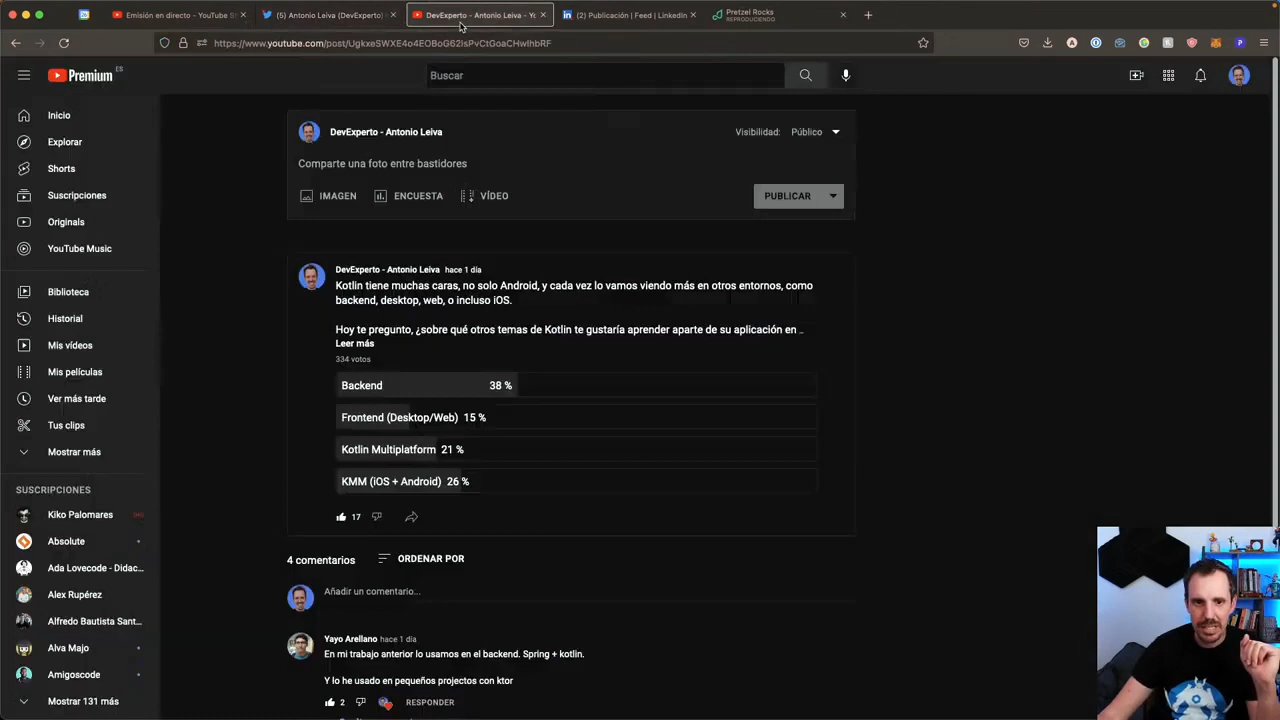 Emisión en directo - YouTube S
(5) Antonio Leiva (DevExperto)
DevExperto - Antonio Leiva - Yo
(2) Publicación | Feed | LinkedIn
Pretzel Rocks
REPRODUCIENDO
https://www.youtube.com/post/UgkxeSWXE4o4EOBoG62IsPvCtGoaCHwIhbRF
Premium ES
Buscar
Inicio
Explorar
Shorts
Suscripciones
Originals
YouTube Music
Biblioteca
Historial
Mis vídeos
Mis películas
Ver más tarde
Tus clips
Mostrar más
SUSCRIPCIONES
Kiko Palomares
Absolute
Ada Lovecode - Didac...
Alex Rupérez
Alfredo Bautista Sant...
Alva Majo
Amigoscode
Mostrar 131 más
DevExperto - Antonio Leiva
Visibilidad: Público
Comparte una foto entre bastidores
IMAGEN ENCUESTA VÍDEO
PUBLICAR
DevExperto - Antonio Leiva hace 1 día
Kotlin tiene muchas caras, no solo Android, y cada vez lo vamos viendo más en otros entornos, como
backend, desktop, web, o incluso iOS.
Hoy te pregunto, ¿sobre qué otros temas de Kotlin te gustaría aprender aparte de su aplicación en ...
Leer más
334 votos
Backend 38 %
Frontend (Desktop/Web) 15 %
Kotlin Multiplatform 21 %
KMM (iOS + Android) 26 %
17
4 comentarios ORDENAR POR
Añadir un comentario...
Yayo Arellano hace 1 día
En mi trabajo anterior lo usamos en el backend. Spring + kotlin.
Y lo he usado en pequeños projectos con ktor
2 RESPONDER